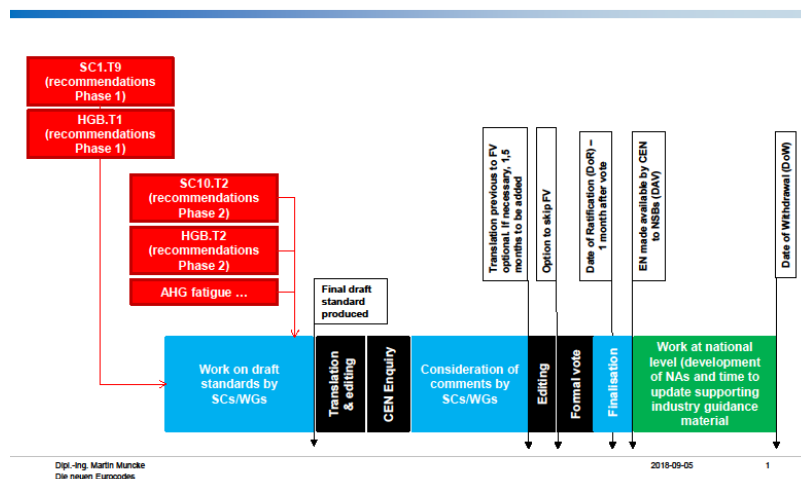 SC1.T9
(recommendations
Phase 1)
HGB.T1
(recommendations
Phase 1)
SC10.T2
(recommendations
Phase 2)
HGB.T2
(recommendations
Phase 2)
AHG fatigue …
Final draft
standard
produced
Translation previous to FV
optional. If necessary, 1,5
months to be added
Option to skip FV
Date of Ratification (DoR) –
1 month after vote
EN made available by CEN
to NSBs (DAV)
Date of Withdrawal (DoW)
Work on draft
standards by
SCs/WGs
Translation
& editing
CEN Enquiry
Consideration of
comments by
SCs/WGs
Editing
Formal vote
Finalisation
Work at national
level (development
of NAs and time to
update supporting
industry guidance
material
Dipl.-Ing. Martin Muncke
Die neuen Eurocodes
2018-09-05
1